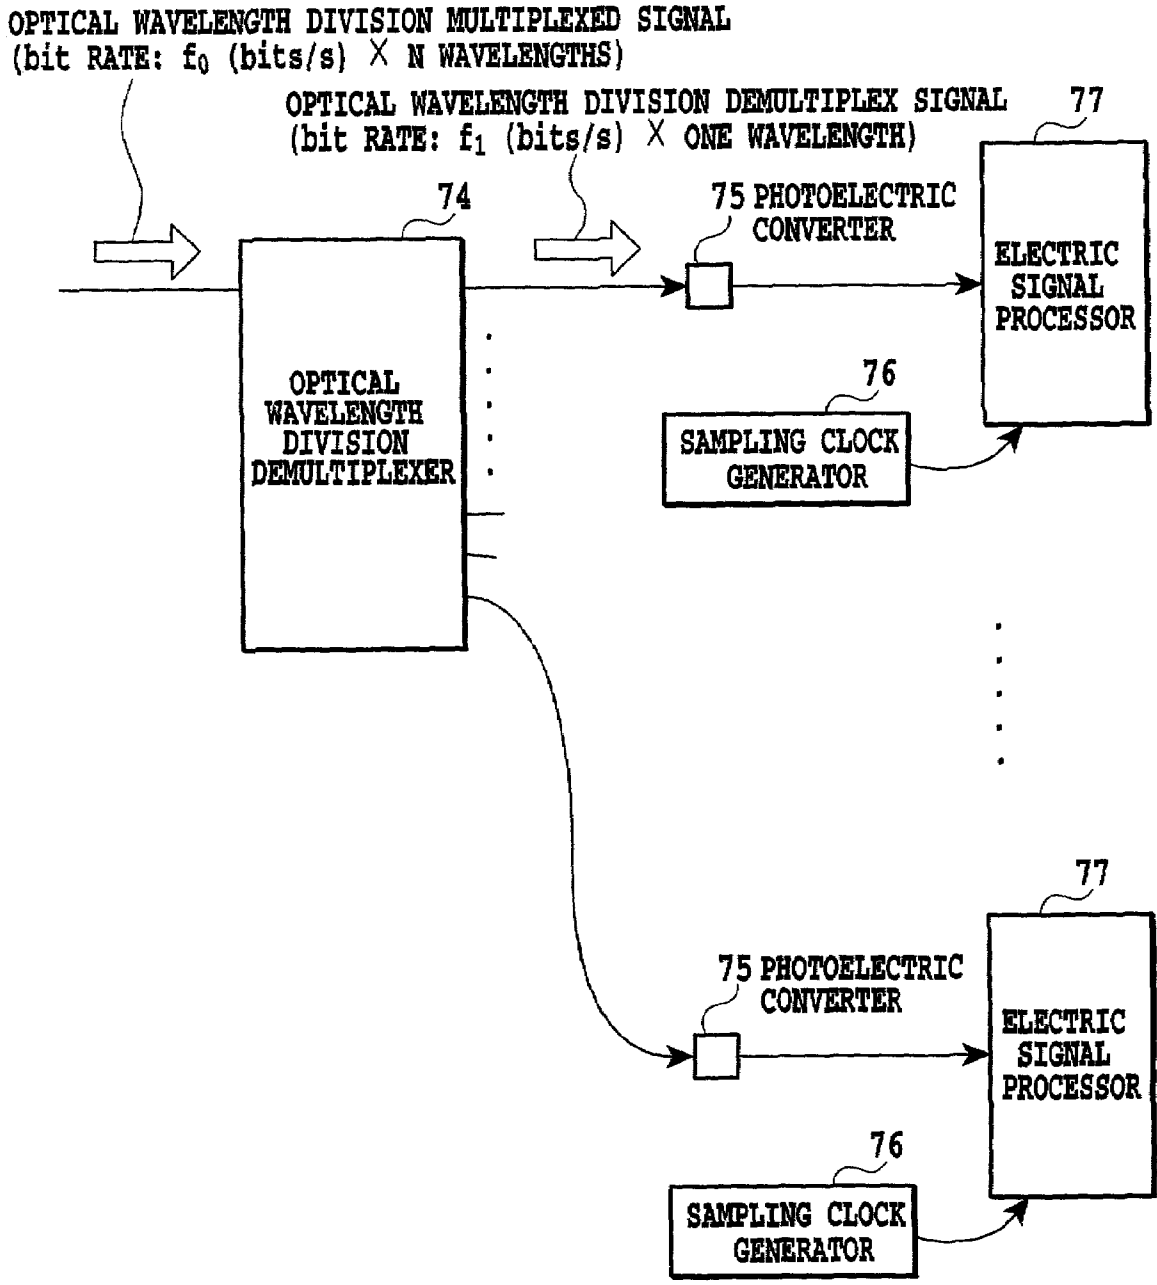 OPTICAL WAVELENGTH DIVISION MULTIPLEXED SIGNAL
(bit RATE: f₀ (bits/s) × N WAVELENGTHS)
OPTICAL WAVELENGTH DIVISION DEMULTIPLEX SIGNAL
(bit RATE: f₁ (bits/s) × ONE WAVELENGTH)
77
74
75 PHOTOELECTRIC
CONVERTER
ELECTRIC
SIGNAL
PROCESSOR
OPTICAL
WAVELENGTH
DIVISION
DEMULTIPLEXER
76
SAMPLING CLOCK
GENERATOR
77
75 PHOTOELECTRIC
CONVERTER
ELECTRIC
SIGNAL
PROCESSOR
76
SAMPLING CLOCK
GENERATOR